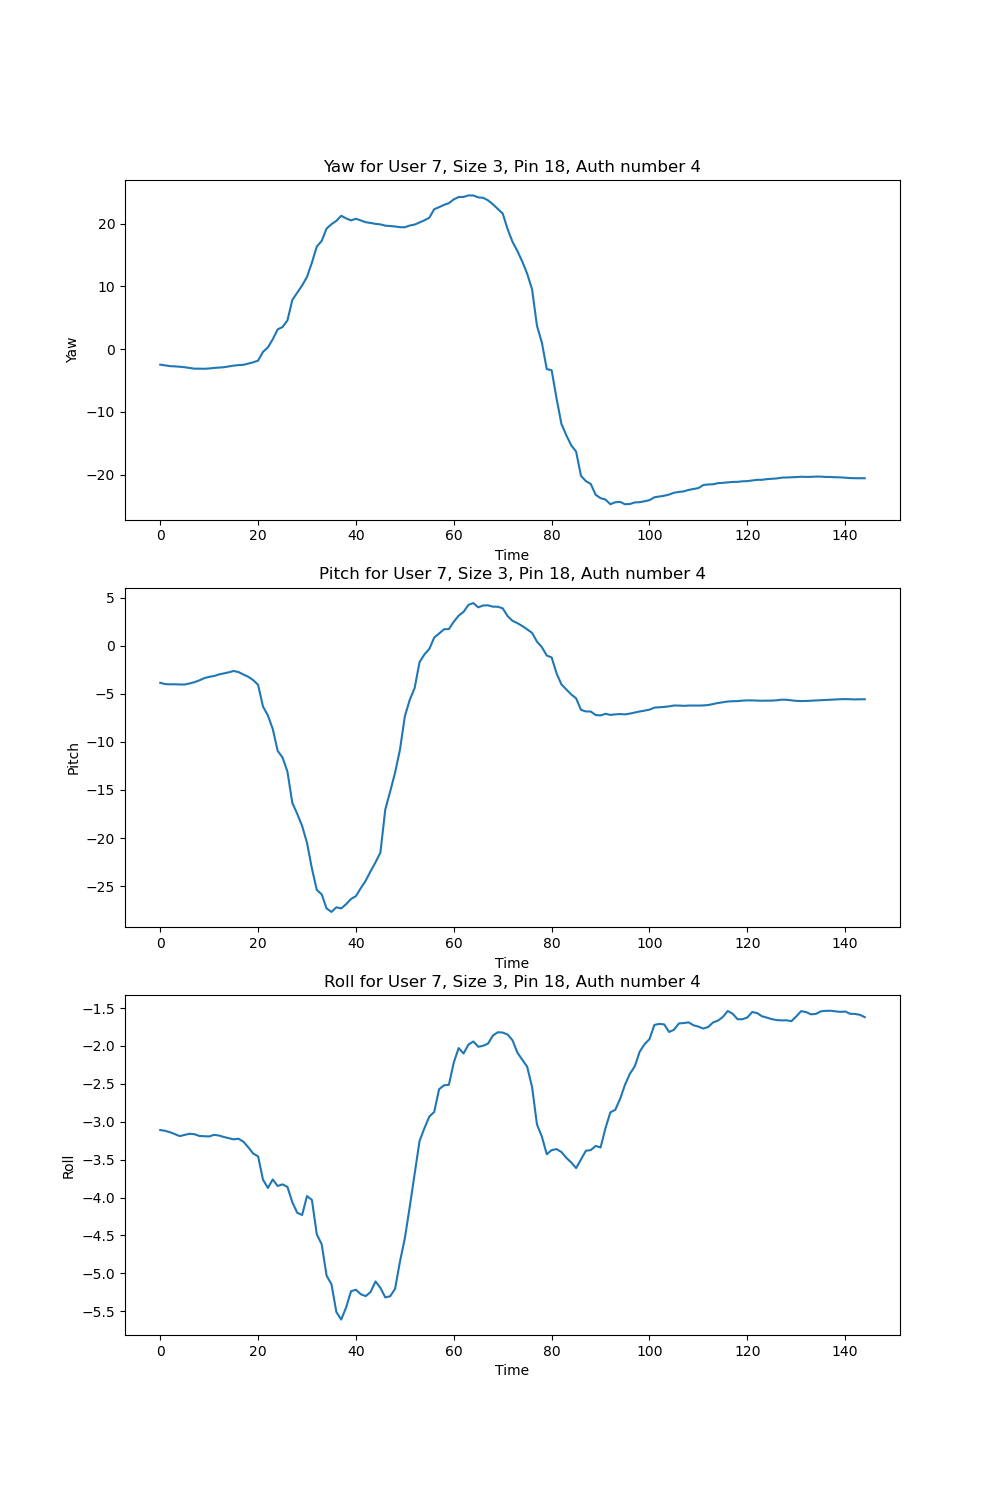 Yaw for User 7, Size 3, Pin 18, Auth number 4
20
10
0
−10
−20
Yaw
0 20 40 60 80 100 120 140
Time
Pitch for User 7, Size 3, Pin 18, Auth number 4
5
0
−5
−10
−15
−20
−25
Pitch
0 20 40 60 80 100 120 140
Time
Roll for User 7, Size 3, Pin 18, Auth number 4
−1.5
−2.0
−2.5
−3.0
−3.5
−4.0
−4.5
−5.0
−5.5
Roll
0 20 40 60 80 100 120 140
Time